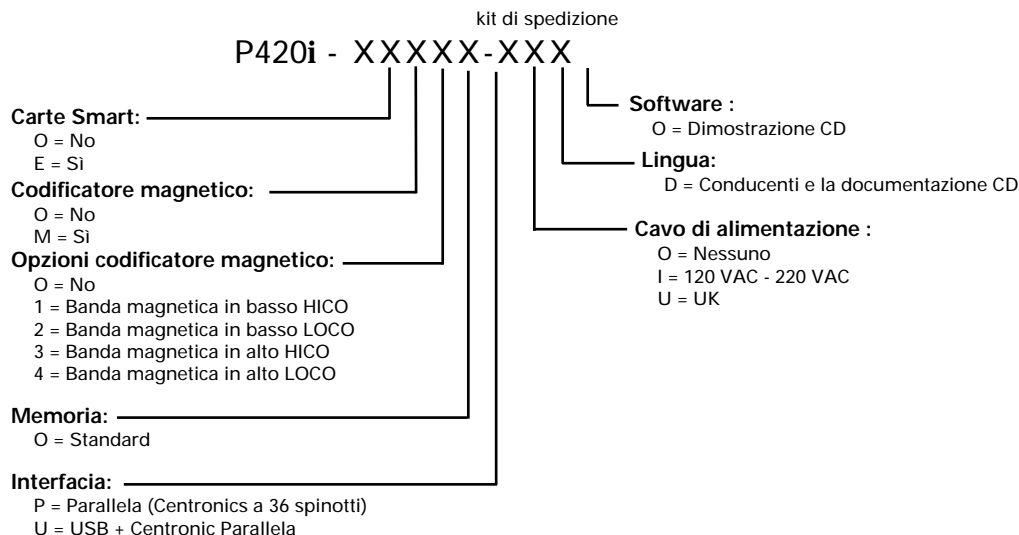 kit di spedizione
P420i - XXXXX-XXX
Carte Smart:
O = No
E = Sì
Codificatore magnetico:
O = No
M = Sì
Opzioni codificatore magnetico:
O = No
1 = Banda magnetica in basso HICO
2 = Banda magnetica in basso LOCO
3 = Banda magnetica in alto HICO
4 = Banda magnetica in alto LOCO
Memoria:
O = Standard
Interfacia:
P = Parallela (Centronics a 36 spinotti)
U = USB + Centronic Parallela
Software :
O = Dimostrazione CD
Lingua:
D = Conducenti e la documentazione CD
Cavo di alimentazione :
O = Nessuno
I = 120 VAC - 220 VAC
U = UK